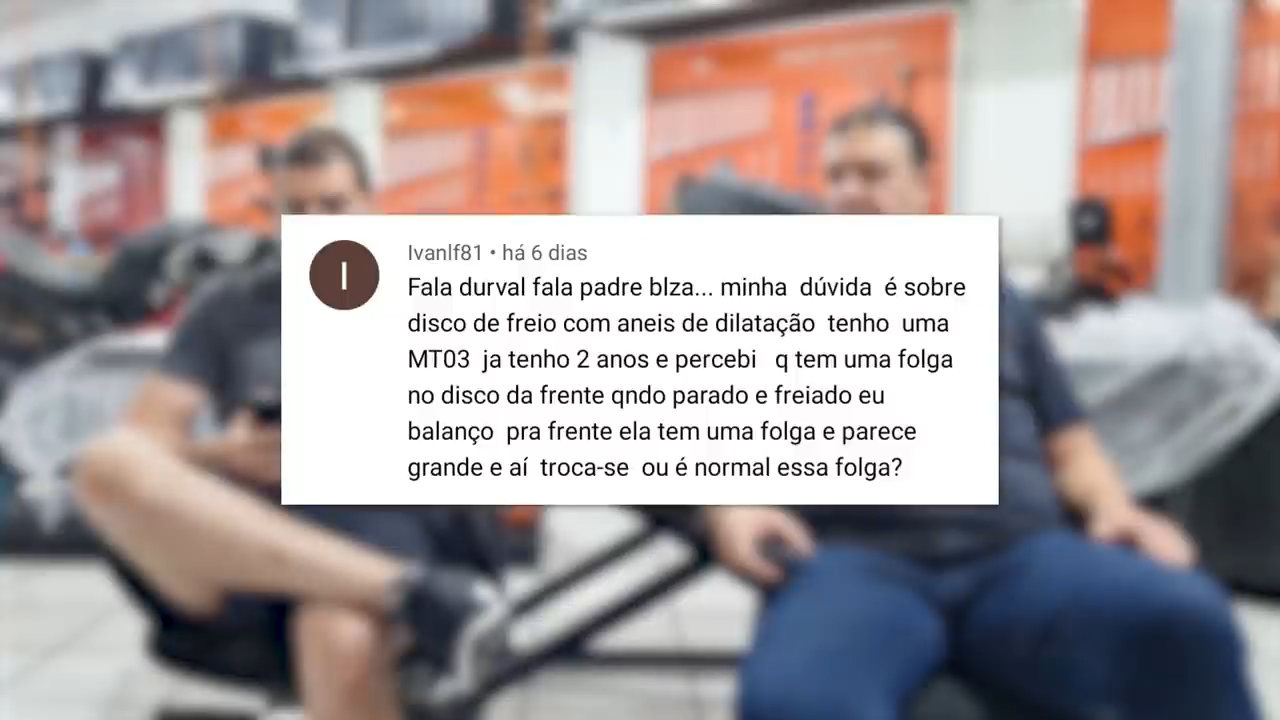 I
Ivanlf81 • há 6 dias
Fala durval fala padre blza... minha dúvida é sobre
disco de freio com aneis de dilatação tenho uma
MT03 ja tenho 2 anos e percebi q tem uma folga
no disco da frente qndo parado e freiado eu
balanço pra frente ela tem uma folga e parece
grande e aí troca-se ou é normal essa folga?